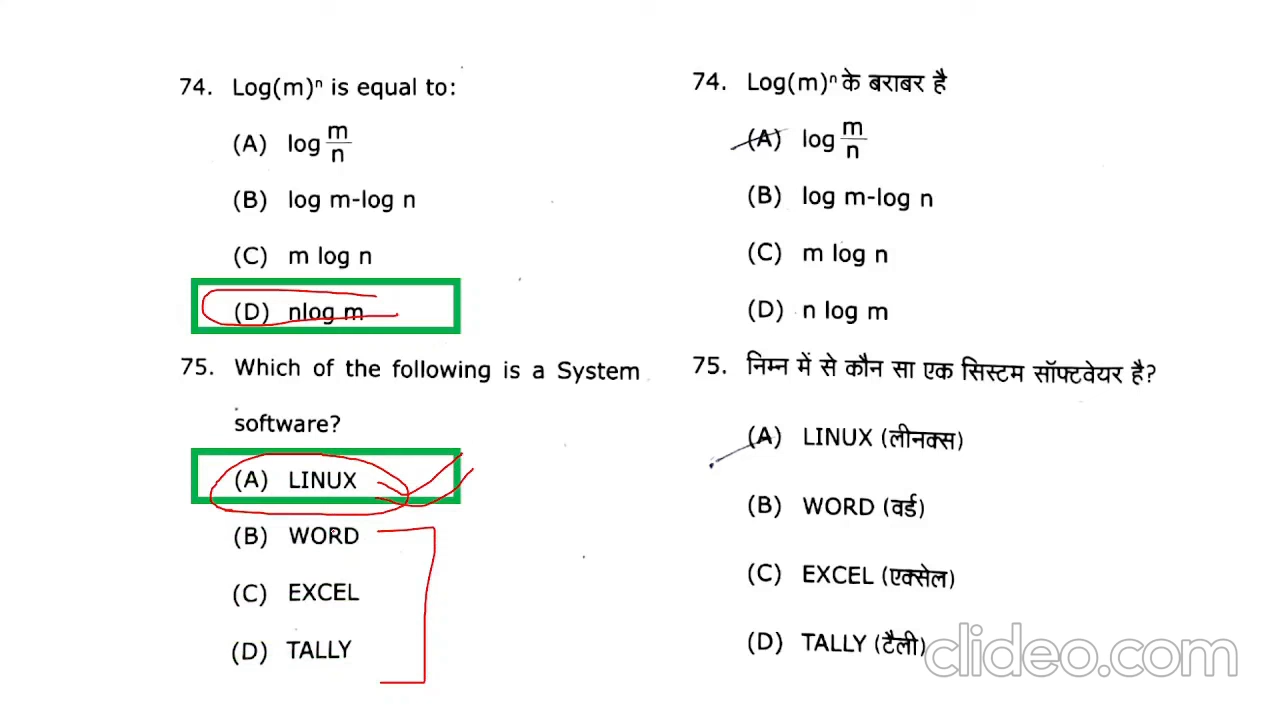 74. Log(m)ⁿ is equal to:
(A) log m/n
(B) log m-log n
(C) m log n
(D) nlog m
75. Which of the following is a System
software?
(A) LINUX
(B) WORD
(C) EXCEL
(D) TALLY
74. Log(m)ⁿ के बराबर है
(A) log m/n
(B) log m-log n
(C) m log n
(D) n log m
75. निम्न में से कौन सा एक सिस्टम सॉफ्टवेयर है?
(A) LINUX (लीनक्स)
(B) WORD (वर्ड)
(C) EXCEL (एक्सेल)
(D) TALLY (टैली)
clideo.com